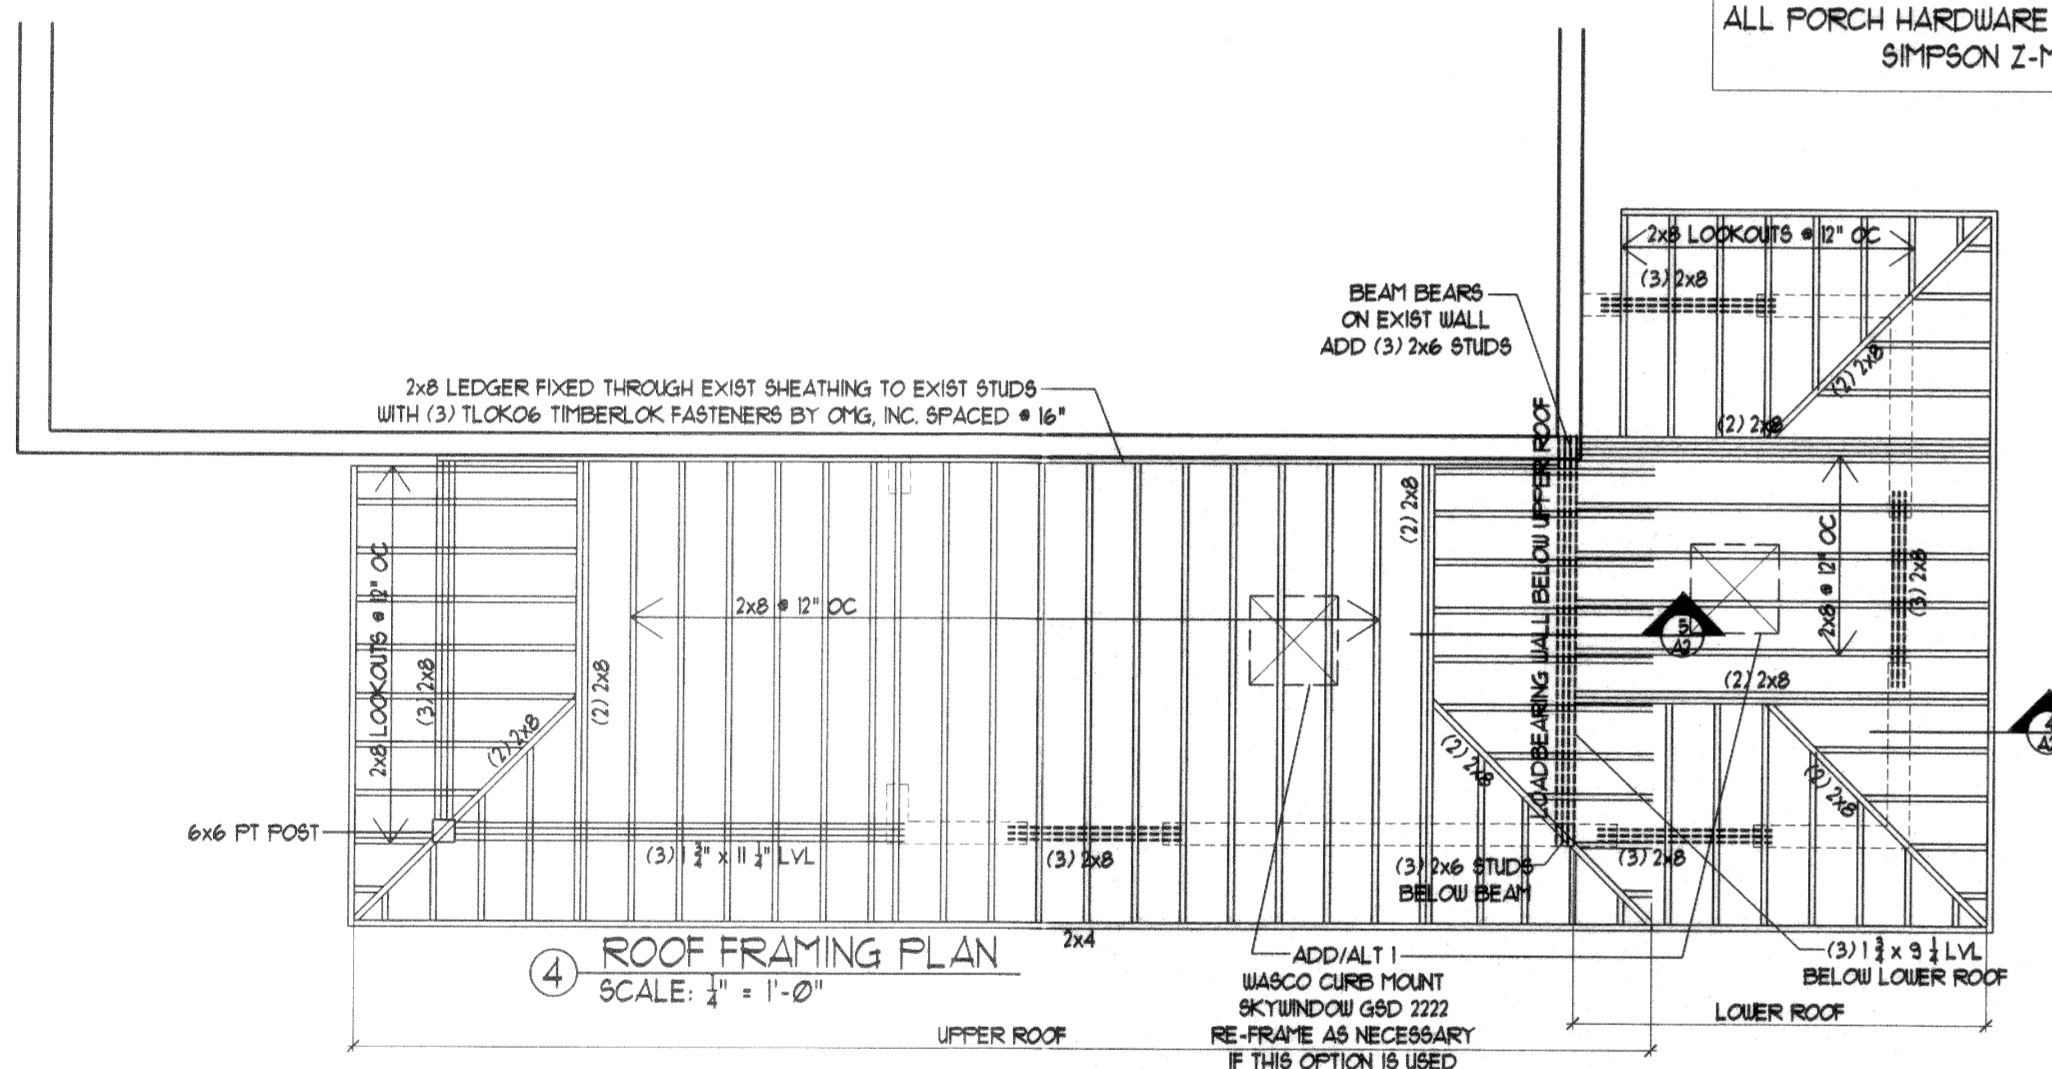 ALL PORCH HARDWARE
SIMPSON Z-M
2x8 LOOKOUTS @ 12" OC
(3) 2x8
BEAM BEARS
ON EXIST WALL
ADD (3) 2x6 STUDS
(2) 2x8
(2) 2x8
2x8 LEDGER FIXED THROUGH EXIST SHEATHING TO EXIST STUDS
WITH (3) TLOK06 TIMBERLOK FASTENERS BY OMG, INC. SPACED @ 16"
LOADBEARING WALL BELOW UPPER ROOF
(2) 2x8
2x8 LOOKOUTS @ 12" OC
(3) 2x8
(2) 2x8
(2) 2x8
2x8 @ 12" OC
2x8 @ 12" OC
(3) 2x8
A2
(2) 2x8
(2) 2x8
(2) 2x8
6x6 PT POST
(3) 1 3/4" x 11 1/4" LVL
(3) 2x8
(3) 2x6 STUDS
BELOW BEAM
(3) 2x8
2x4
4
ROOF FRAMING PLAN
SCALE: 1/4" = 1'-0"
ADD/ALT 1
WASCO CURB MOUNT
SKYWINDOW GSD 2222
RE-FRAME AS NECESSARY
IF THIS OPTION IS USED
(3) 1 3/4 x 9 1/4 LVL
BELOW LOWER ROOF
LOWER ROOF
UPPER ROOF